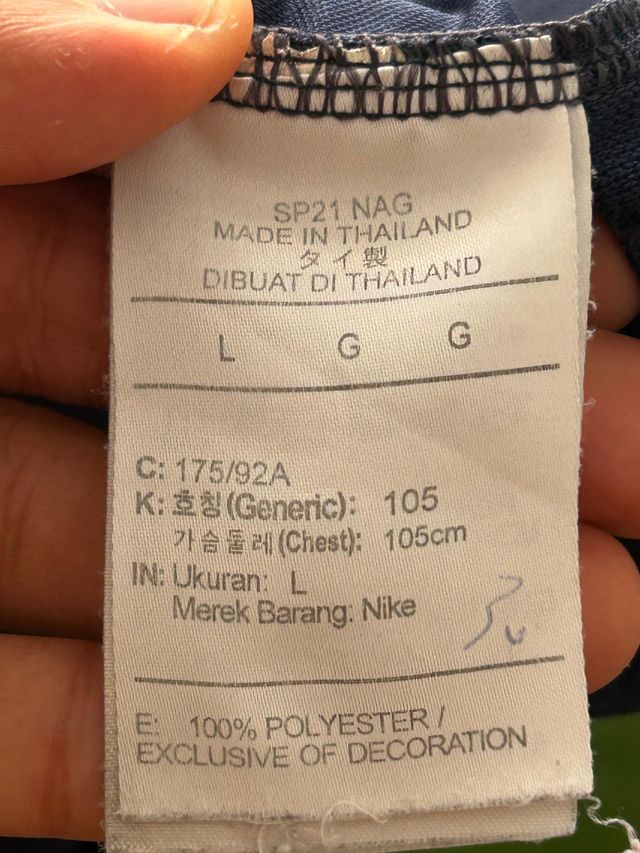 SP21 NAG
MADE IN THAILAND
タイ製
DIBUAT DI THAILAND
L G G
C: 175/92A
K: 호칭(Generic): 105
가슴둘레(Chest): 105cm
IN: Ukuran: L
Merek Barang: Nike
E: 100% POLYESTER /
EXCLUSIVE OF DECORATION